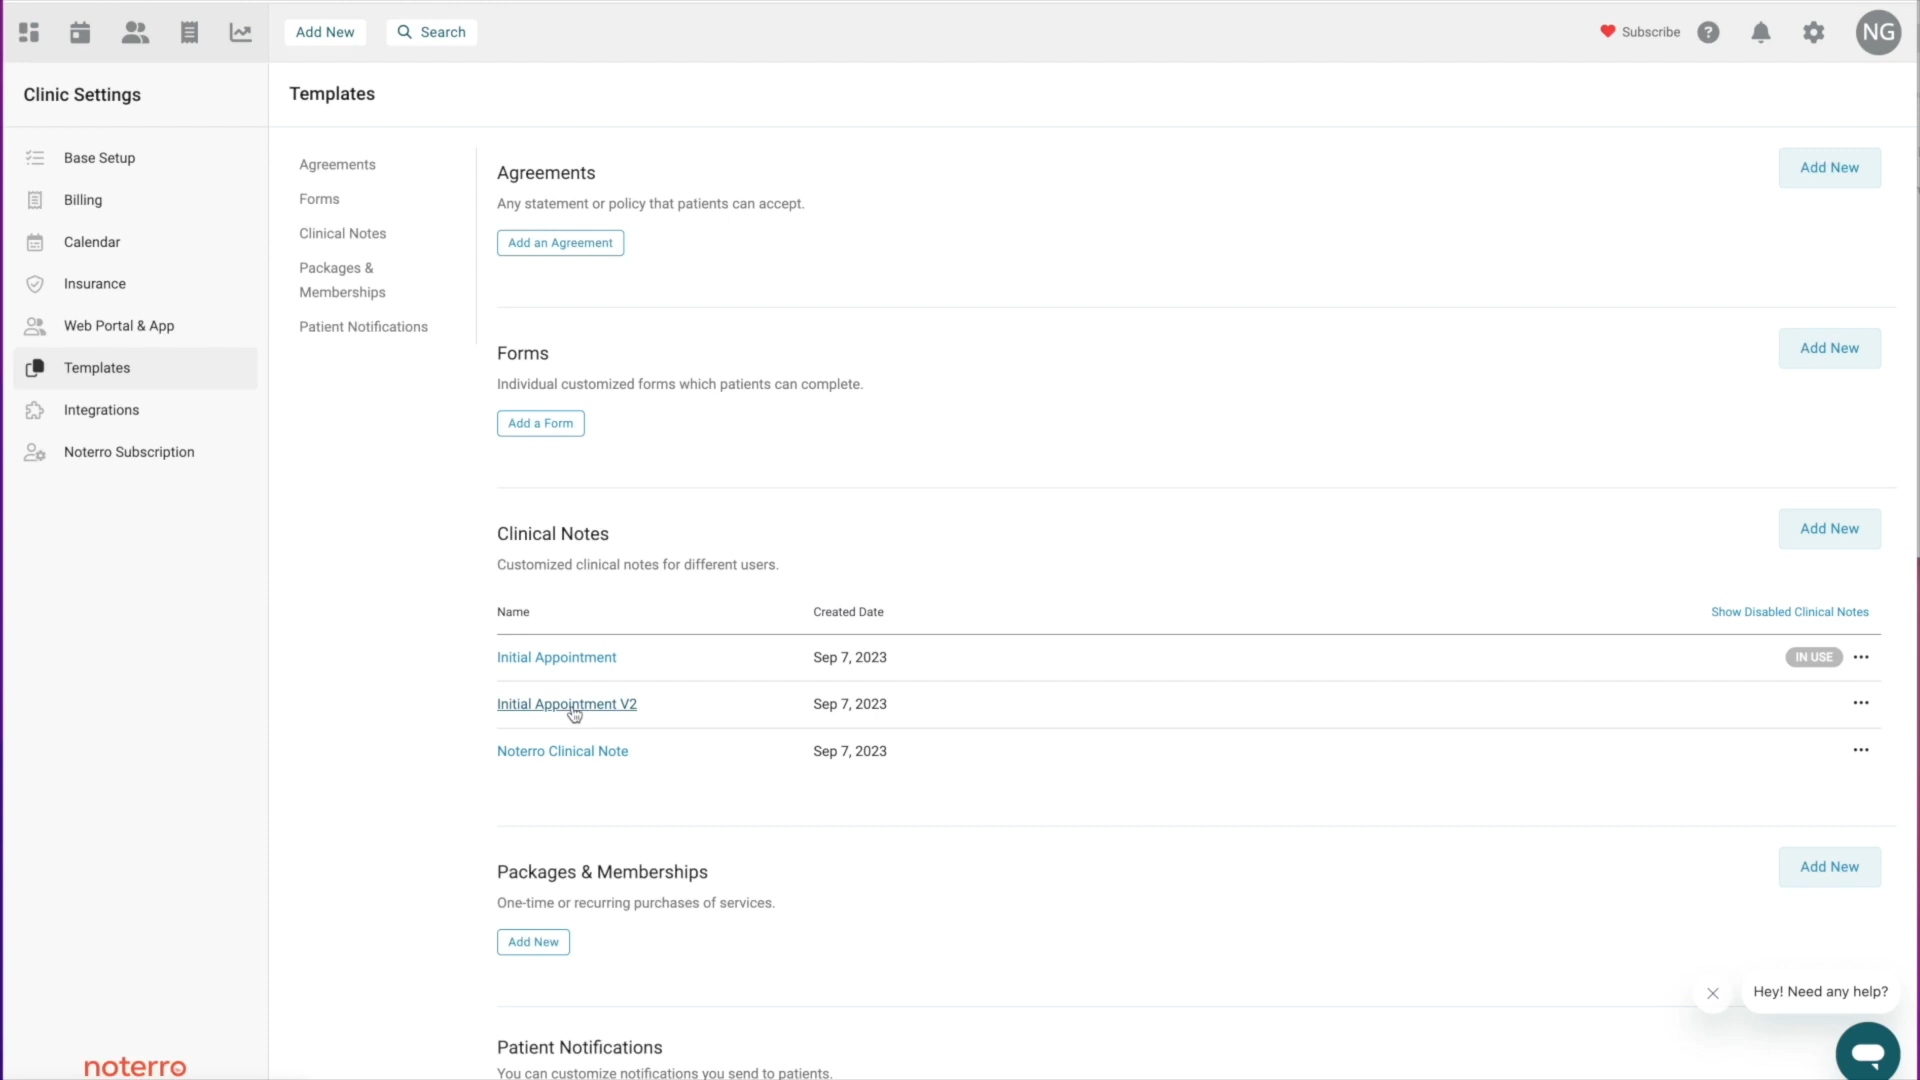 Add New
Search
Subscribe
?
NG
Clinic Settings
Base Setup
Billing
Calendar
Insurance
Web Portal & App
Templates
Integrations
Noterro Subscription
noterro
Templates
Agreements
Forms
Clinical Notes
Packages &
Memberships
Patient Notifications
Agreements
Add New
Any statement or policy that patients can accept.
Add an Agreement
Forms
Add New
Individual customized forms which patients can complete.
Add a Form
Clinical Notes
Add New
Customized clinical notes for different users.
Name Created Date Show Disabled Clinical Notes
Initial Appointment Sep 7, 2023 IN USE
Initial Appointment V2 Sep 7, 2023
Noterro Clinical Note Sep 7, 2023
Packages & Memberships
Add New
One-time or recurring purchases of services.
Add New
Hey! Need any help?
Patient Notifications
You can customize notifications you send to patients.